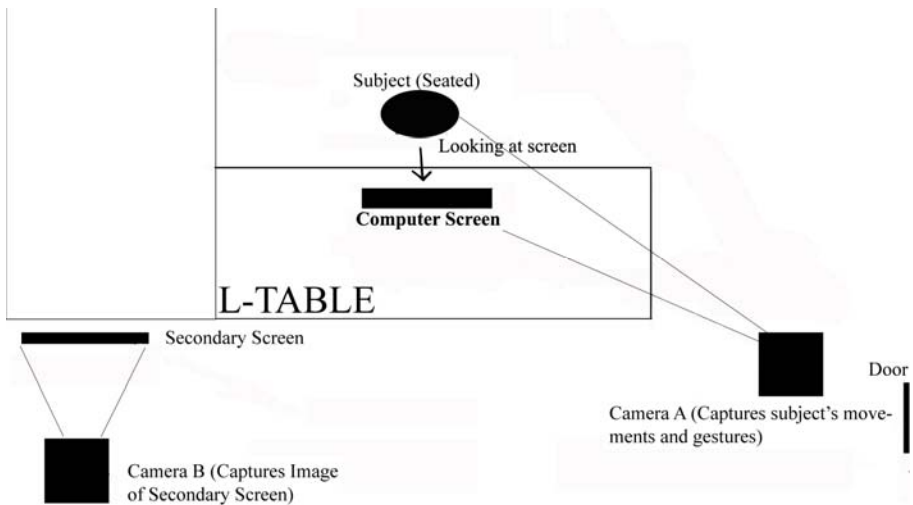 Subject (Seated)
Looking at screen
Computer Screen
L-TABLE
Secondary Screen
Door
Camera A (Captures subject's move-
ments and gestures)
Camera B (Captures Image
of Secondary Screen)